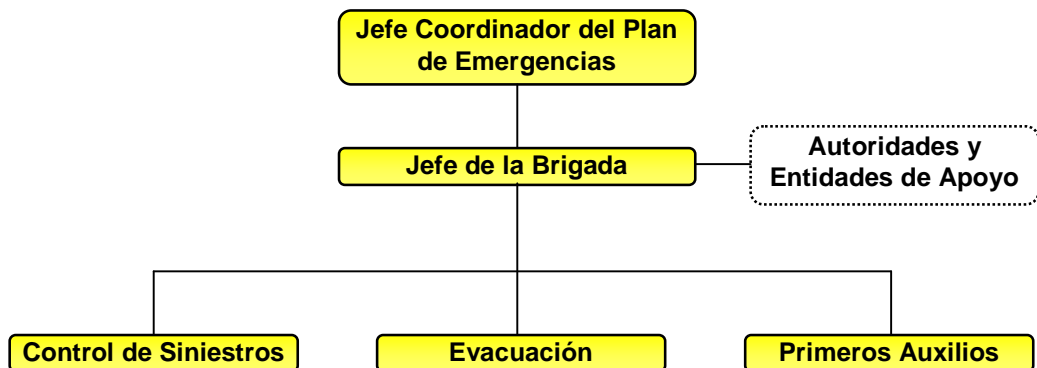 Jefe Coordinador del Plan
de Emergencias
Jefe de la Brigada
Autoridades y
Entidades de Apoyo
Control de Siniestros
Evacuación
Primeros Auxilios